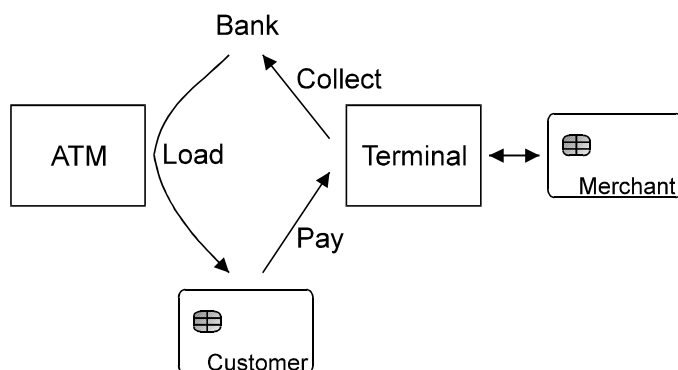 Bank
Collect
ATM
Load
Terminal
Merchant
Pay
Customer